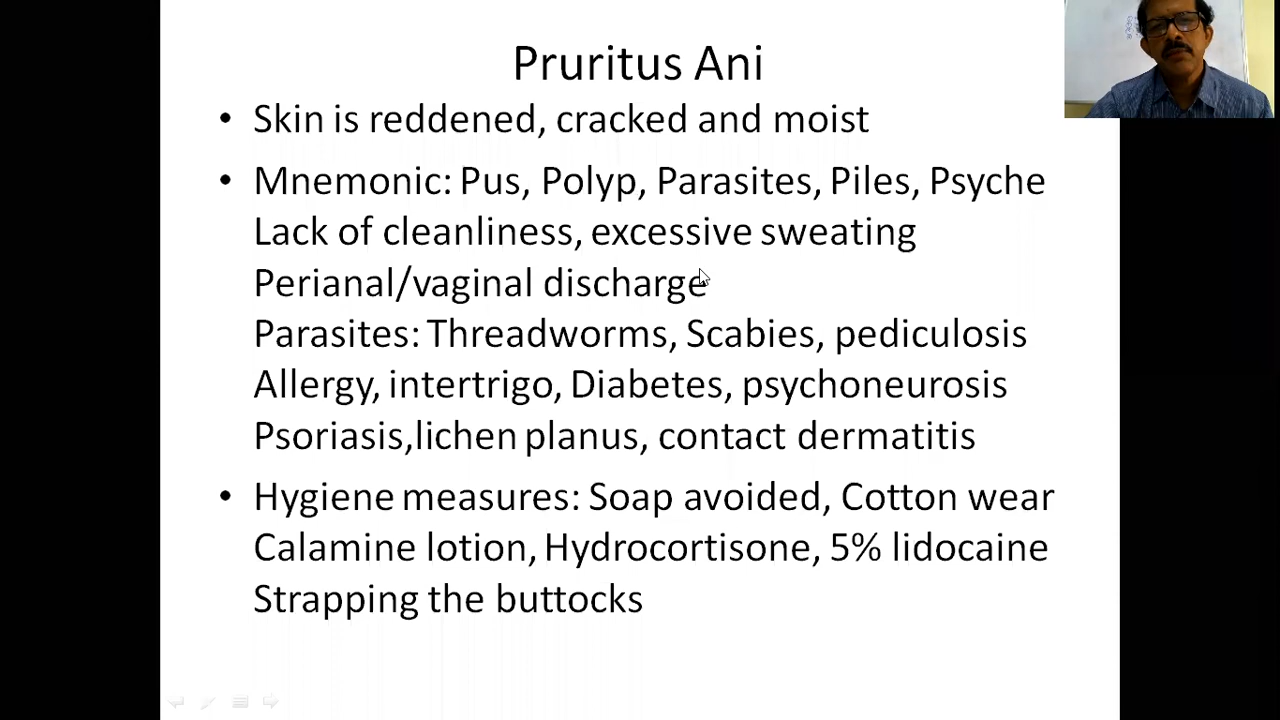 Pruritus Ani
• Skin is reddened, cracked and moist
• Mnemonic: Pus, Polyp, Parasites, Piles, Psyche
Lack of cleanliness, excessive sweating
Perianal/vaginal discharge
Parasites: Threadworms, Scabies, pediculosis
Allergy, intertrigo, Diabetes, psychoneurosis
Psoriasis,lichen planus, contact dermatitis
• Hygiene measures: Soap avoided, Cotton wear
Calamine lotion, Hydrocortisone, 5% lidocaine
Strapping the buttocks